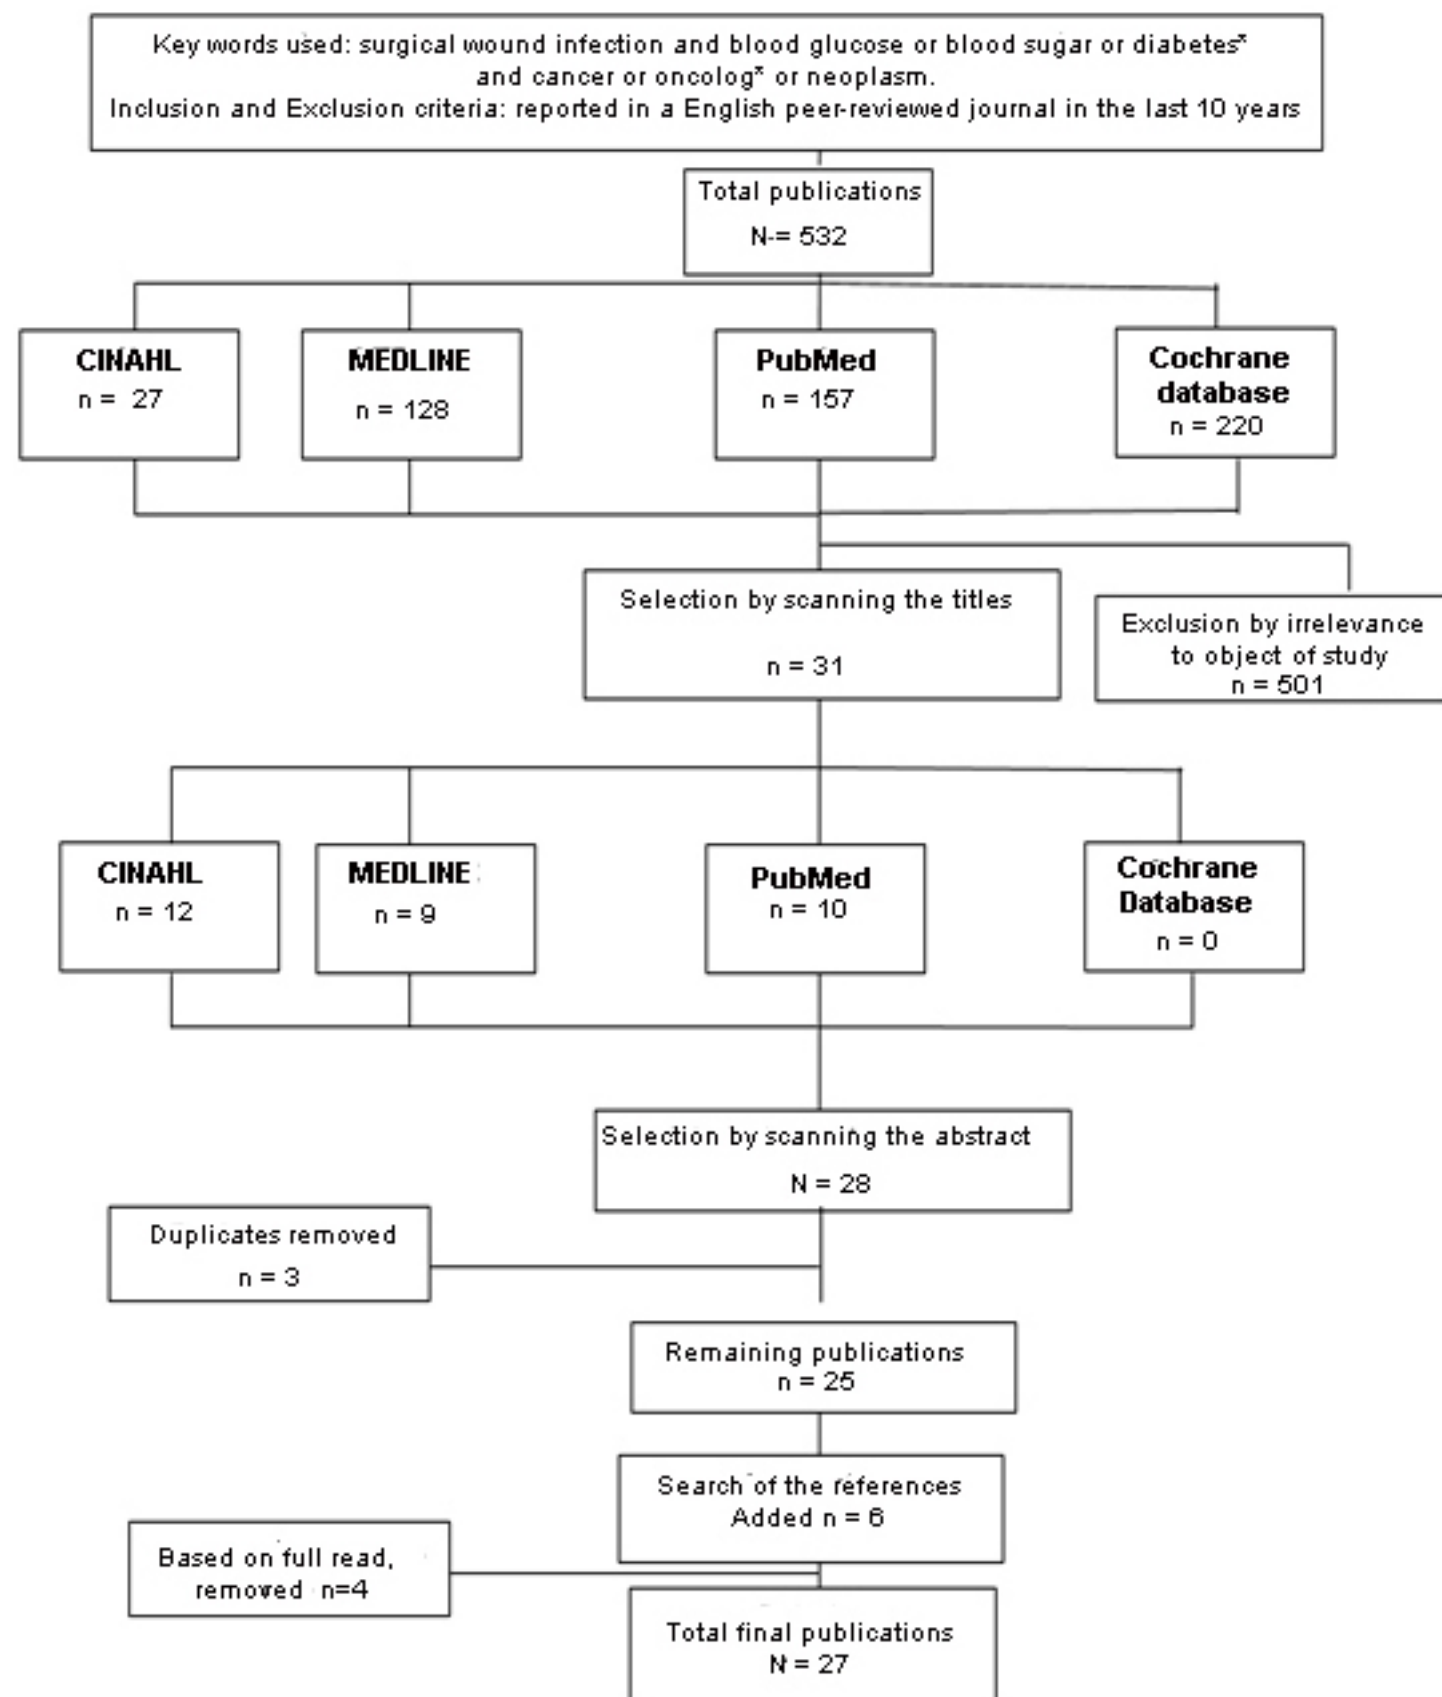 Key words used: surgical wound infection and blood glucose or blood sugar or diabetes*
and cancer or oncolog* or neoplasm.
Inclusion and Exclusion criteria: reported in a English peer-reviewed journal in the last 10 years
Total publications
N = 532
CINAHL
n = 27
MEDLINE
n = 128
PubMed
n = 157
Cochrane
database
n = 220
Selection by scanning the titles
n = 31
Exclusion by irrelevance
to object of study
n = 501
CINAHL
n = 12
MEDLINE
n = 9
PubMed
n = 10
Cochrane
Database
n = 0
Selection by scanning the abstract
N = 28
Duplicates removed
n = 3
Remaining publications
n = 25
Search of the references
Added n = 6
Based on full read,
removed n=4
Total final publications
N = 27